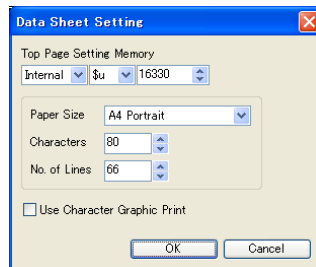 Data Sheet Setting
Top Page Setting Memory
Internal $u 16330
Paper Size A4 Portrait
Characters 80
No. of Lines 66
Use Character Graphic Print
OK Cancel